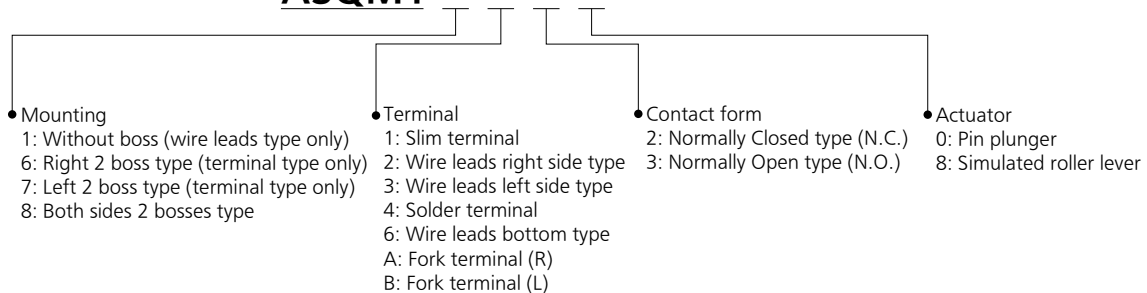 Mounting
1: Without boss (wire leads type only)
6: Right 2 boss type (terminal type only)
7: Left 2 boss type (terminal type only)
8: Both sides 2 bosses type
Terminal
1: Slim terminal
2: Wire leads right side type
3: Wire leads left side type
4: Solder terminal
6: Wire leads bottom type
A: Fork terminal (R)
B: Fork terminal (L)
Contact form
2: Normally Closed type (N.C.)
3: Normally Open type (N.O.)
Actuator
0: Pin plunger
8: Simulated roller lever